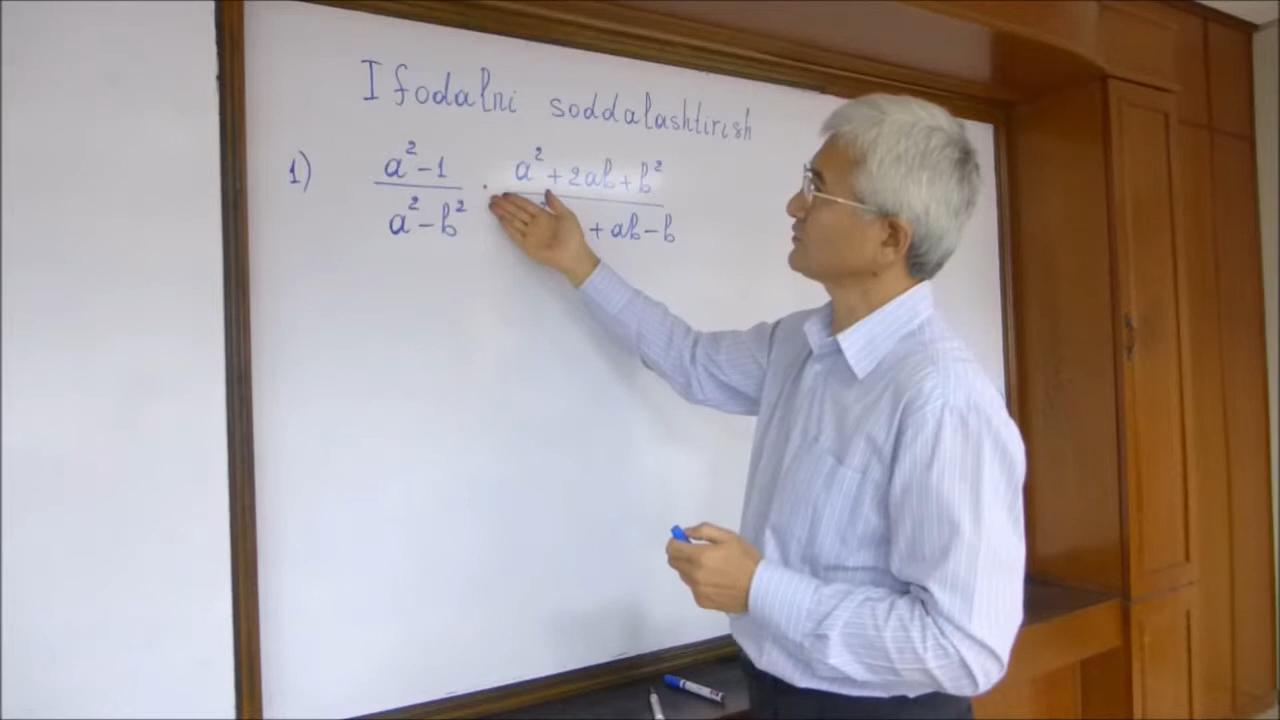 Ifodalni soddalashtirish
1) a²-1 / a²-b² · a²+2ab+b² / + ab-b